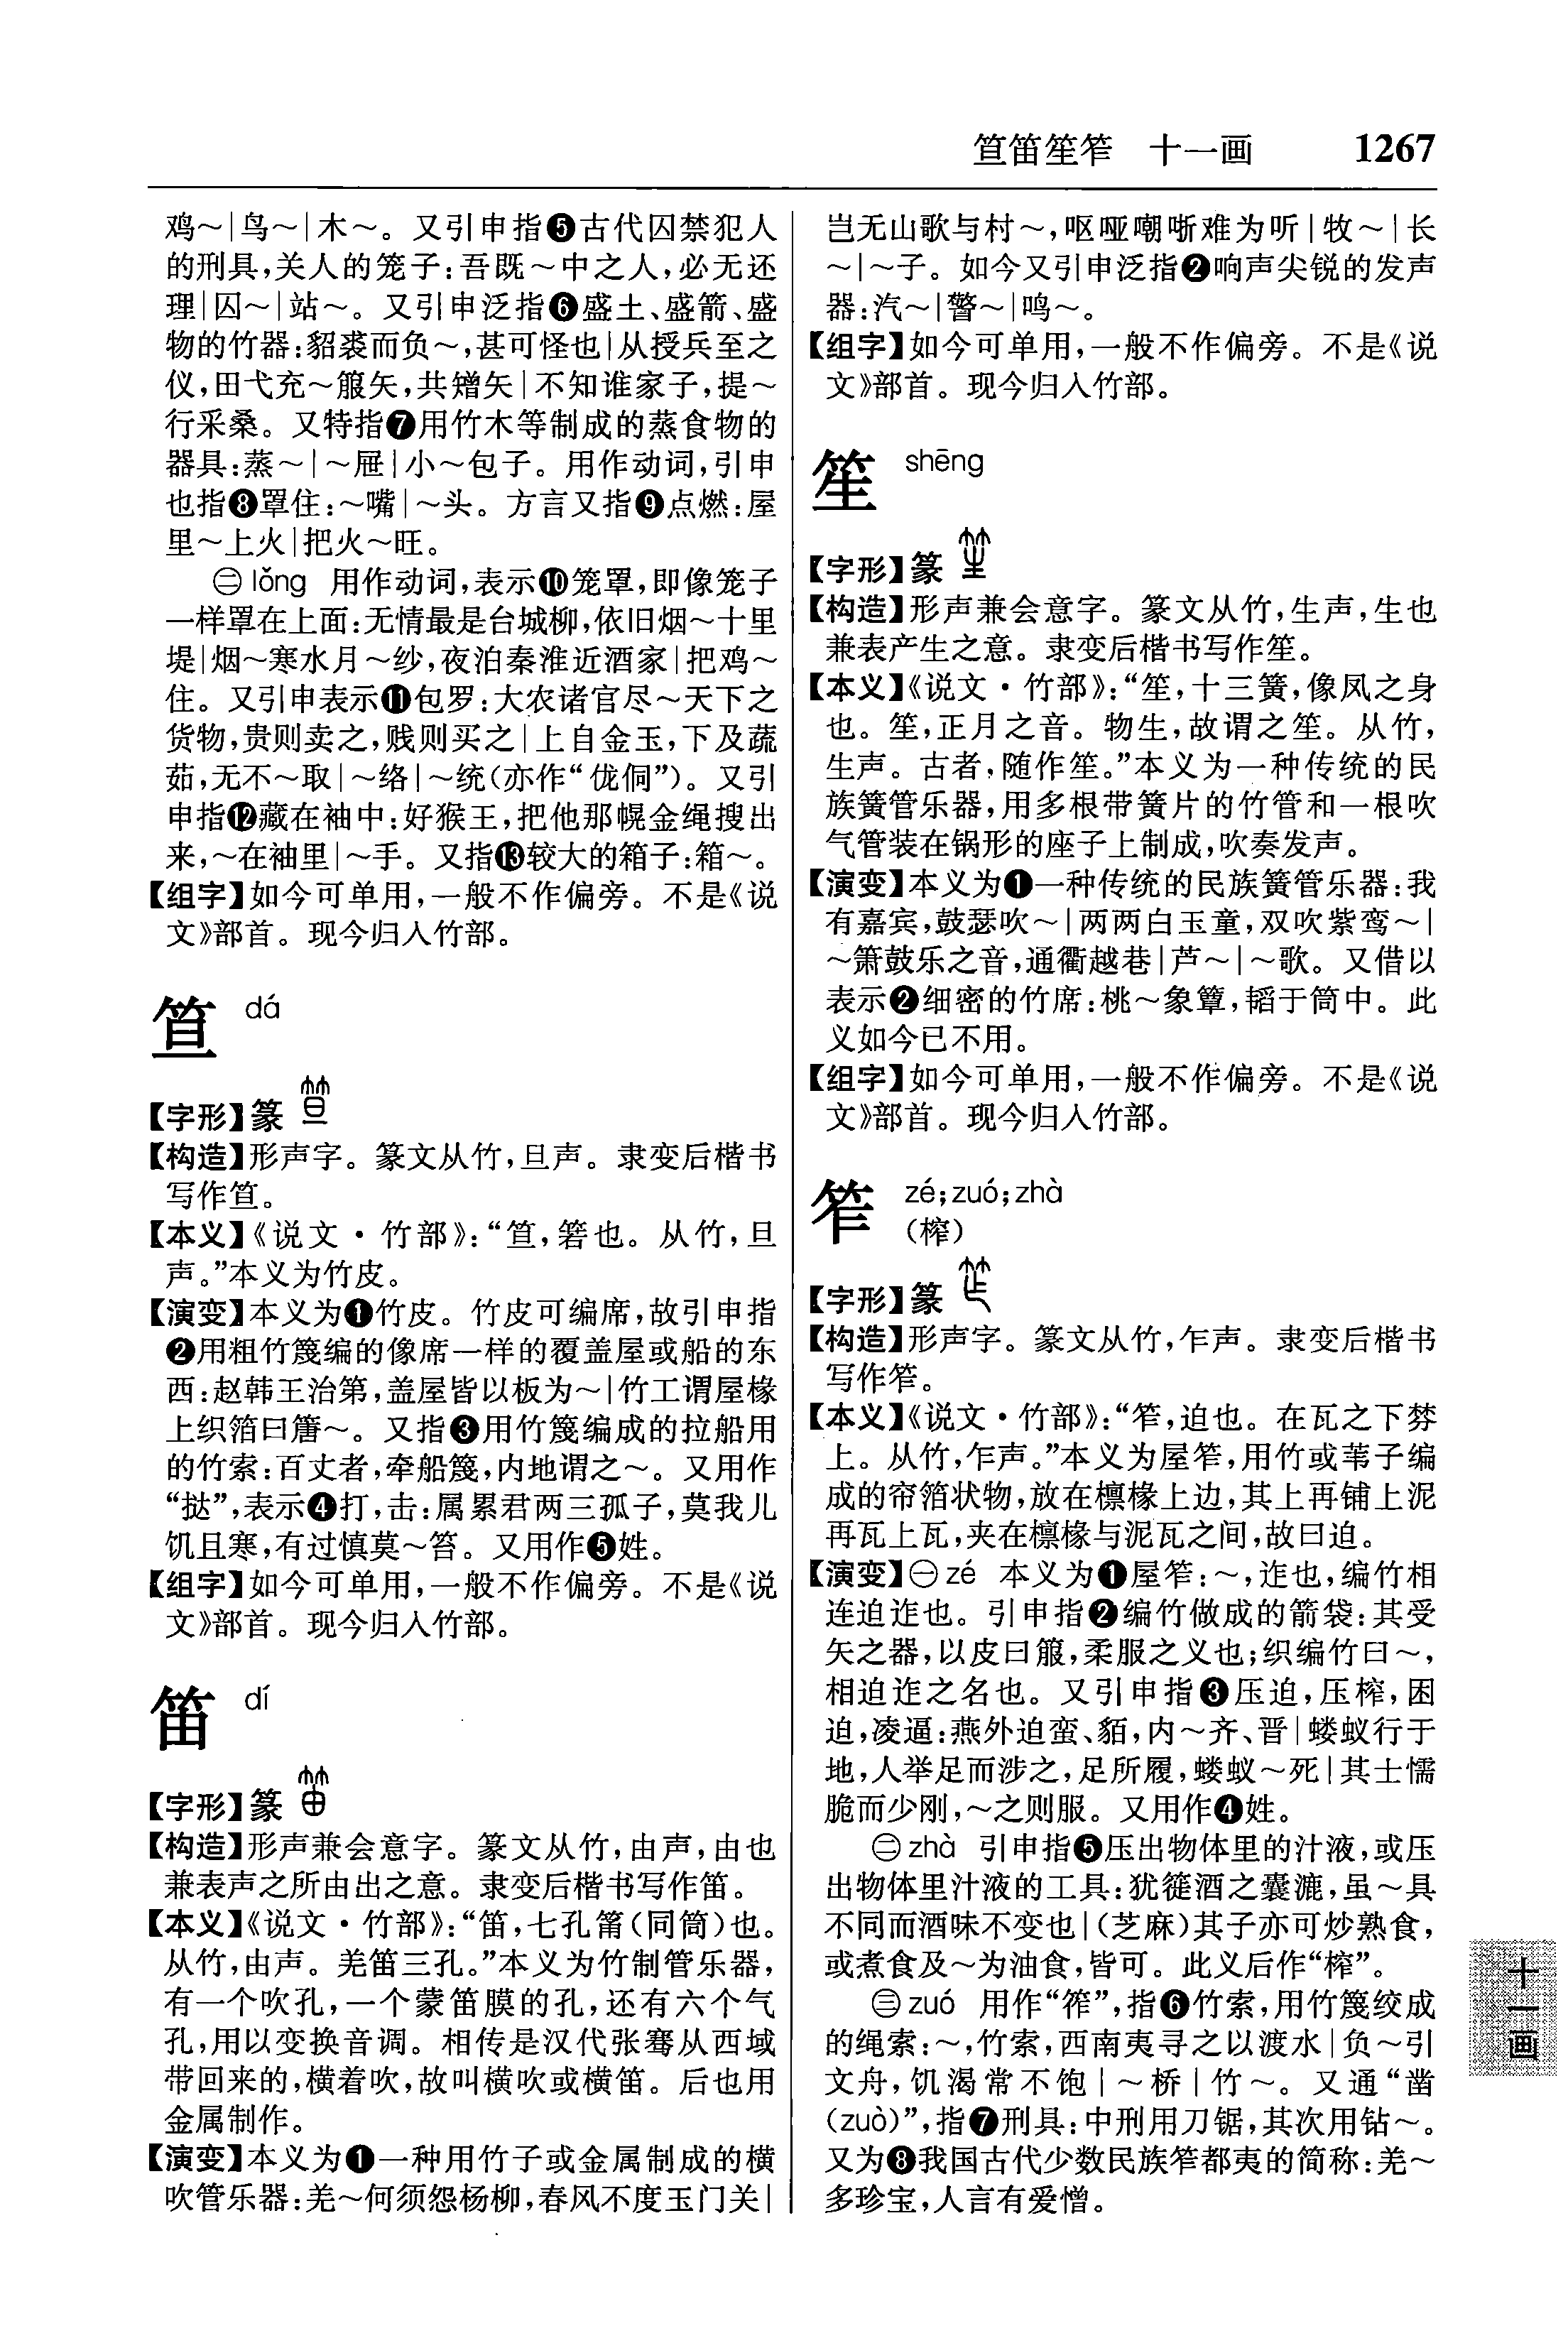 笪笛笙笮 十一画 1267
鸡～|鸟～|木～。又引申指❺古代囚禁犯人
的刑具,关人的笼子:吾既～中之人,必无还
理|囚～|站～。又引申泛指❻盛土、盛箭、盛
物的竹器:貂裘而负～,甚可怪也|从授兵至之
仪,田弋充～箙矢,共矰矢|不知谁家子,提～
行采桑。又特指❼用竹木等制成的蒸食物的
器具:蒸～|～屉|小～包子。用作动词,引申
也指❽罩住:～嘴|～头。方言又指❾点燃:屋
里～上火|把火～旺。
㊁lǒng 用作动词,表示❿笼罩,即像笼子
一样罩在上面:无情最是台城柳,依旧烟～十里
堤|烟～寒水月～纱,夜泊秦淮近酒家|把鸡～
住。又引申表示⓫包罗:大农诸官尽～天下之
货物,贵则卖之,贱则买之|上自金玉,下及蔬
茹,无不～取|～络|～统(亦作“优侗”)。又引
申指⓬藏在袖中:好猴王,把他那幌金绳搜出
来,～在袖里|～手。又指⓭较大的箱子:箱～。
【组字】如今可单用,一般不作偏旁。不是《说
文》部首。现今归入竹部。
笪 dá
【字形】篆
【构造】形声字。篆文从竹,旦声。隶变后楷书
写作笪。
【本义】《说文·竹部》:“笪,箬也。从竹,旦
声。”本义为竹皮。
【演变】本义为❶竹皮。竹皮可编席,故引申指
❷用粗竹篾编的像席一样的覆盖屋或船的东
西:赵韩王治第,盖屋皆以板为～|竹工谓屋椽
上织箔曰簿～。又指❸用竹篾编成的拉船用
的竹索:百丈者,牵船篾,内地谓之～。又用作
“挞”,表示❹打,击:属累君两三孤子,莫我儿
饥且寒,有过慎莫～笞。又用作❺姓。
【组字】如今可单用,一般不作偏旁。不是《说
文》部首。现今归入竹部。
笛 dí
【字形】篆
【构造】形声兼会意字。篆文从竹,由声,由也
兼表声之所由出之意。隶变后楷书写作笛。
【本义】《说文·竹部》:“笛,七孔筩(同筒)也。
从竹,由声。羌笛三孔。”本义为竹制管乐器,
有一个吹孔,一个蒙笛膜的孔,还有六个气
孔,用以变换音调。相传是汉代张骞从西域
带回来的,横着吹,故叫横吹或横笛。后也用
金属制作。
【演变】本义为❶一种用竹子或金属制成的横
吹管乐器:羌～何须怨杨柳,春风不度玉门关|
岂无山歌与村～,呕哑嘲哳难为听|牧～|长
～|～子。如今又引申泛指❷响声尖锐的发声
器:汽～|警～|鸣～。
【组字】如今可单用,一般不作偏旁。不是《说
文》部首。现今归入竹部。
笙 shēng
【字形】篆
【构造】形声兼会意字。篆文从竹,生声,生也
兼表产生之意。隶变后楷书写作笙。
【本义】《说文·竹部》:“笙,十三簧,像凤之身
也。笙,正月之音。物生,故谓之笙。从竹,
生声。古者,随作笙。”本义为一种传统的民
族簧管乐器,用多根带簧片的竹管和一根吹
气管装在锅形的座子上制成,吹奏发声。
【演变】本义为❶一种传统的民族簧管乐器:我
有嘉宾,鼓瑟吹～|两两白玉童,双吹紫鸾～|
～箫鼓乐之音,通衢越巷|芦～|～歌。又借以
表示❷细密的竹席:桃～象簟,韬于筒中。此
义如今已不用。
【组字】如今可单用,一般不作偏旁。不是《说
文》部首。现今归入竹部。
笮 zé;zuó;zhà
(榨)
【字形】篆
【构造】形声字。篆文从竹,乍声。隶变后楷书
写作笮。
【本义】《说文·竹部》:“笮,迫也。在瓦之下棼
上。从竹,乍声。”本义为屋笮,用竹或苇子编
成的帘箔状物,放在檩椽上边,其上再铺上泥
再瓦上瓦,夹在檩椽与泥瓦之间,故曰迫。
【演变】㊀zé 本义为❶屋笮:～,迮也,编竹相
连迫迮也。引申指❷编竹做成的箭袋:其受
矢之器,以皮曰箙,柔服之义也;织编竹曰～,
相迫迮之名也。又引申指❸压迫,压榨,困
迫,凌逼:燕外迫蛮、貊,内～齐、晋|蝼蚁行于
地,人举足而涉之,足所履,蝼蚁～死|其士懦
脆而少刚,～之则服。又用作❹姓。
㊁zhà 引申指❺压出物体里的汁液,或压
出物体里汁液的工具:犹簁酒之囊漉,虽～具
不同而酒味不变也|(芝麻)其子亦可炒熟食,
或煮食及～为油食,皆可。此义后作“榨”。
㊂zuó 用作“筰”,指❻竹索,用竹篾绞成
的绳索:～,竹索,西南夷寻之以渡水|负～引
文舟,饥渴常不饱|～桥|竹～。又通“凿
(zuò)”,指❼刑具:中刑用刀锯,其次用钻～。
又为❽我国古代少数民族笮都夷的简称:羌～
多珍宝,人言有爱憎。
十一画